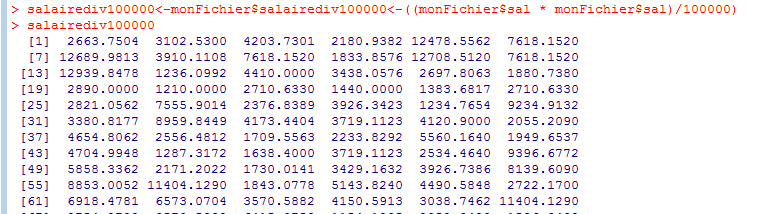 > salairediv100000<-monFichier$salairediv100000<-((monFichier$sal * monFichier$sal)/100000)
> salairediv100000
[1] 2663.7504 3102.5300 4203.7301 2180.9382 12478.5562 7618.1520
[7] 12689.9813 3910.1108 7618.1520 1833.8576 12708.5120 7618.1520
[13] 12939.8478 1236.0992 4410.0000 3438.0576 2697.8063 1880.7380
[19] 2890.0000 1210.0000 2710.6330 1440.0000 1383.6817 2710.6330
[25] 2821.0562 7555.9014 2376.8389 3926.3423 1234.7654 9234.9132
[31] 3380.8177 8959.8449 4173.4404 3719.1123 4120.9000 2055.2090
[37] 4654.8062 2556.4812 1709.5563 2233.8292 5560.1640 1949.6537
[43] 4704.9948 1287.3172 1638.4000 3719.1123 2534.4640 9396.6772
[49] 5858.3362 2171.2022 1730.0141 3429.1632 3926.7386 8139.6090
[55] 8853.0052 11404.1290 1843.0778 5143.8240 4490.5848 2722.1700
[61] 6918.4781 6573.0704 3570.5882 4150.5913 3038.7462 11404.1290